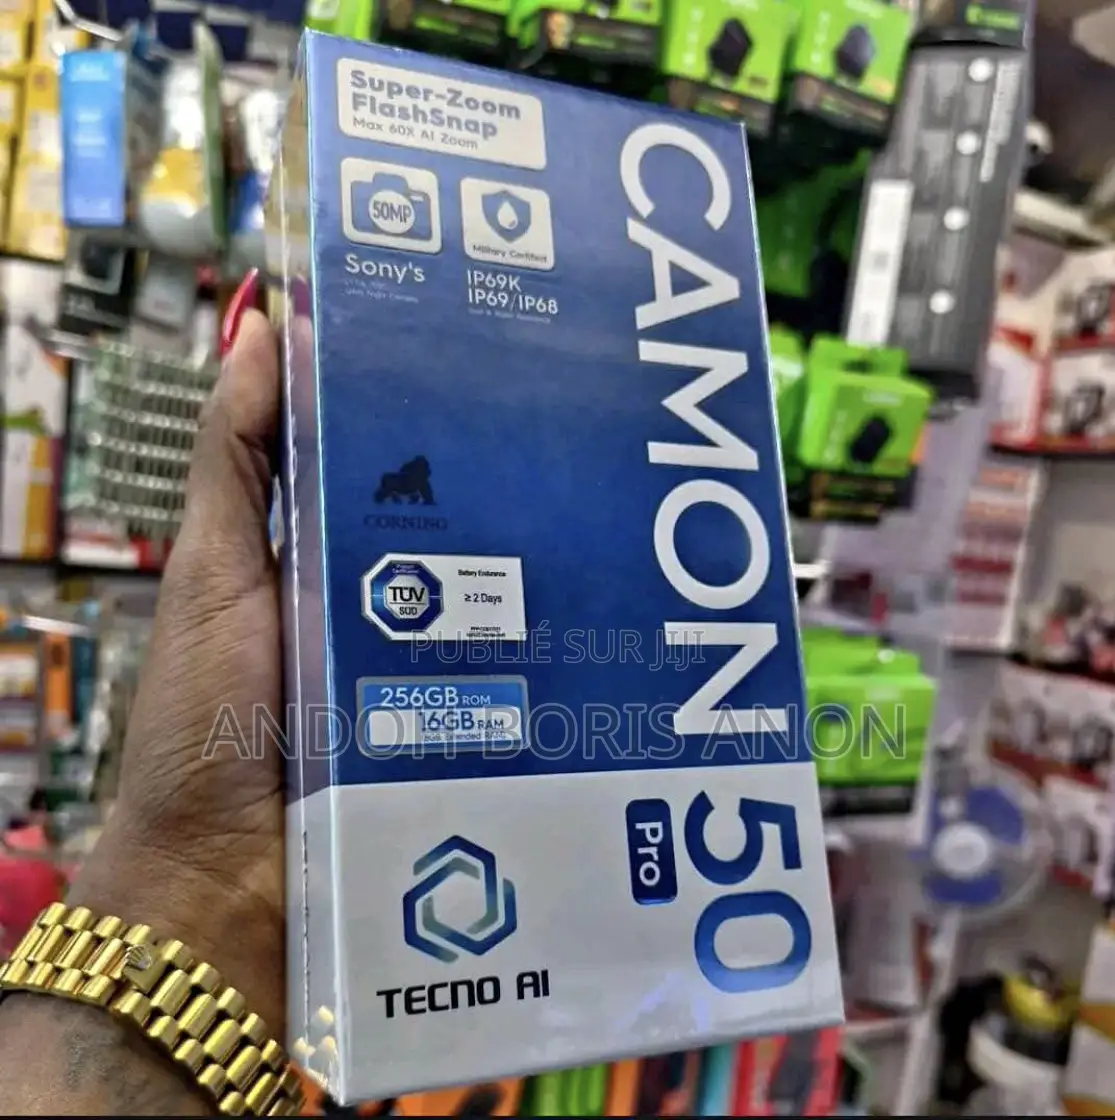 Super-Zoom
FlashSnap
Max 60X AI Zoom
50MP
Sony's
Military Certified
IP69K
IP69/IP68
CAMON
CORNING
TÜV
SÜD
Battery Endurance
≥ 2 Days
PUBLIÉ SUR JIJI
256GB ROM
16GB RAM
ANDOH BORIS ANON
50
Pro
TECNO AI